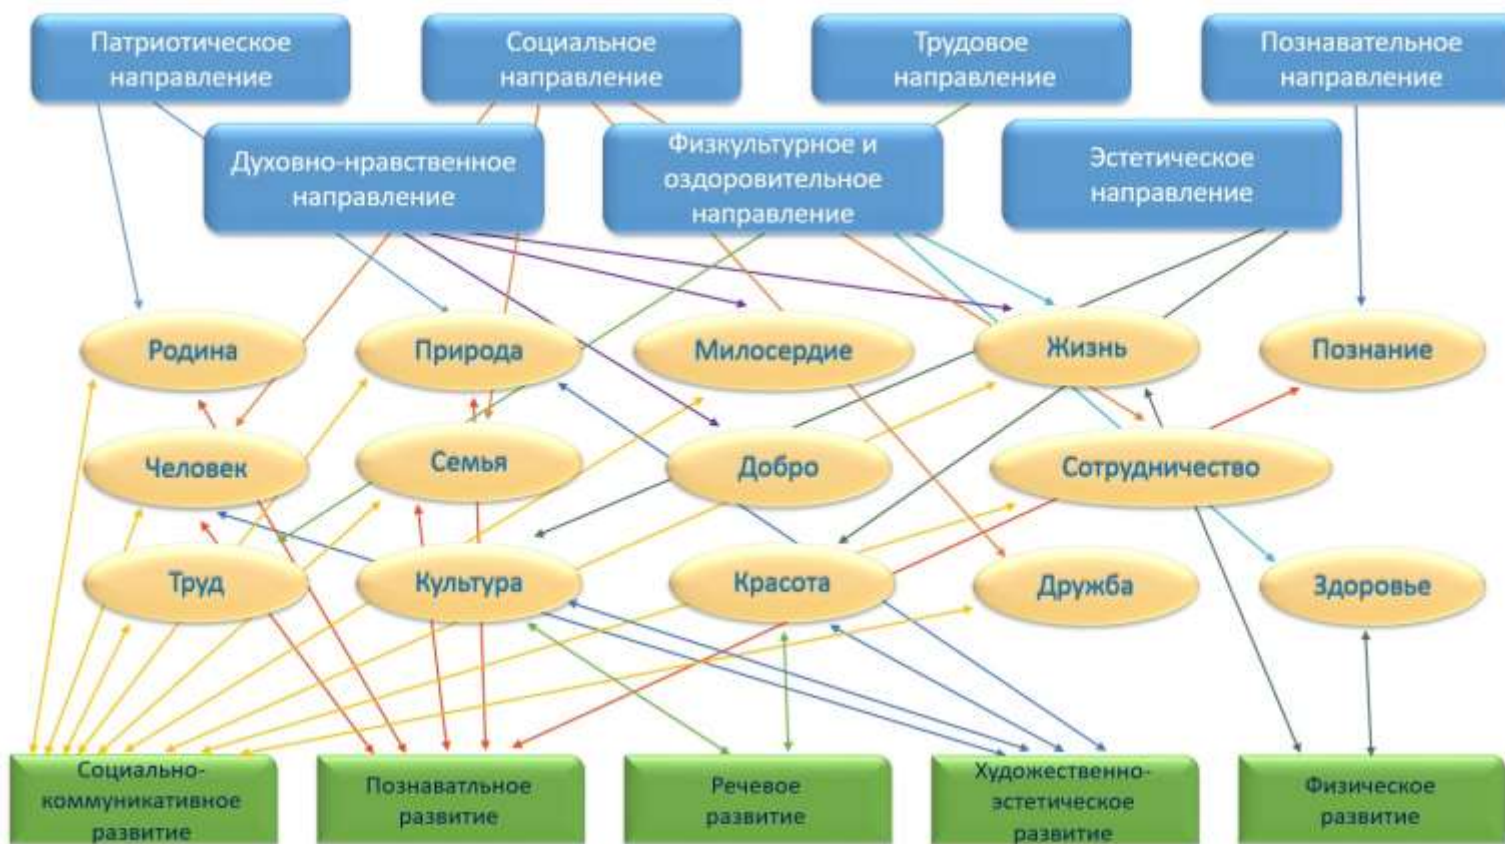 Патриотическое
направление
Социальное
направление
Трудовое
направление
Познавательное
направление
Духовно-нравственное
направление
Физкультурное и
оздоровительное
направление
Эстетическое
направление
Родина
Природа
Милосердие
Жизнь
Познание
Человек
Семья
Добро
Сотрудничество
Труд
Культура
Красота
Дружба
Здоровье
Социально-
коммуникативное
развитие
Познаватльное
развитие
Речевое
развитие
Художественно-
эстетическое
развитие
Физическое
развитие